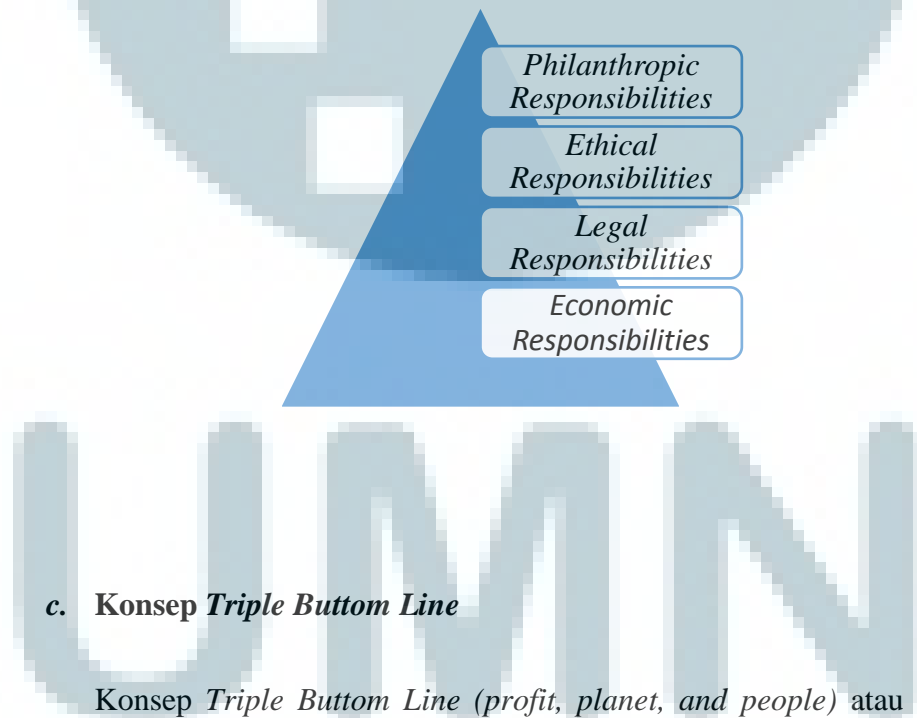 Philanthropic
Responsibilities
Ethical
Responsibilities
Legal
Responsibilities
Economic
Responsibilities
UMN
c. Konsep Triple Buttom Line
Konsep Triple Buttom Line (profit, planet, and people) atau